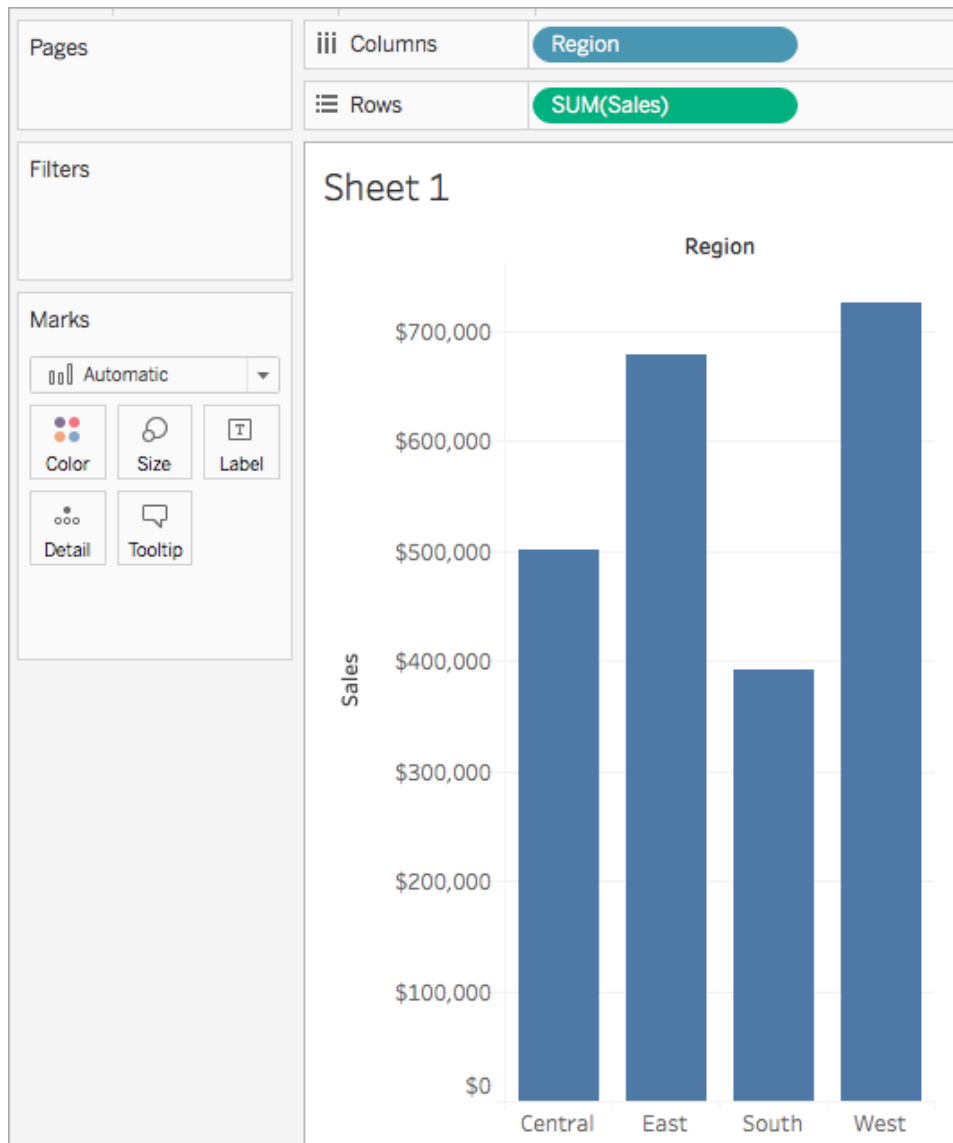 Pages
Columns
Region
Rows
SUM(Sales)
Filters
Sheet 1
Region
Marks
Automatic
Color
Size
Label
Detail
Tooltip
Sales
$700,000
$600,000
$500,000
$400,000
$300,000
$200,000
$100,000
$0
Central East South West